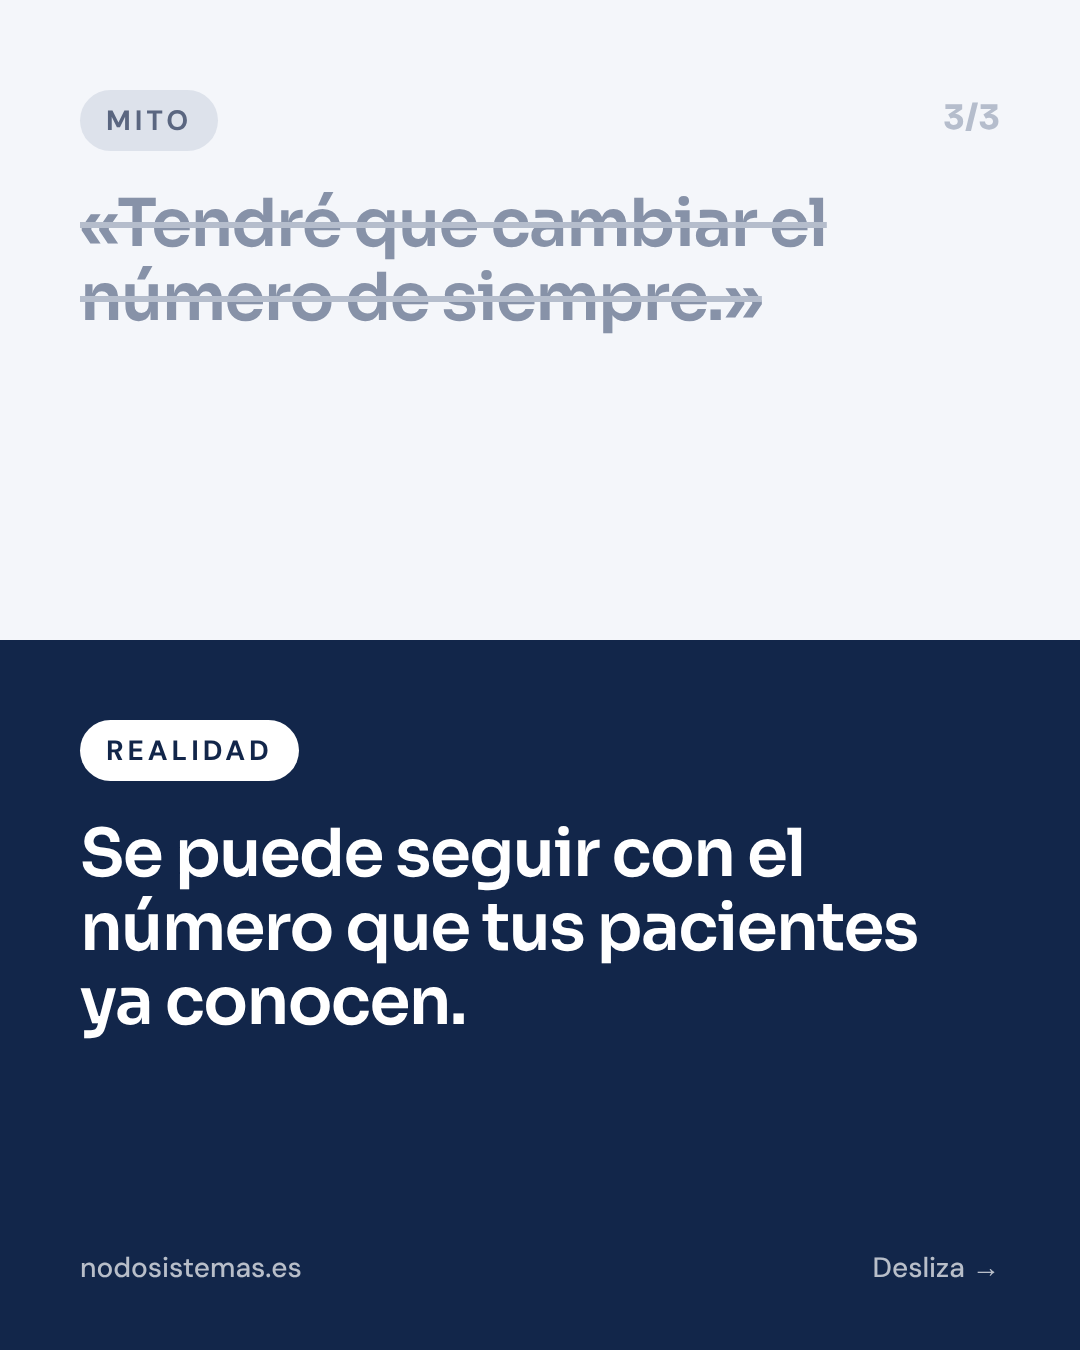 MITO
3/3
«Tendré que cambiar el
número de siempre.»
REALIDAD
Se puede seguir con el
número que tus pacientes
ya conocen.
nodosistemas.es
Desliza →